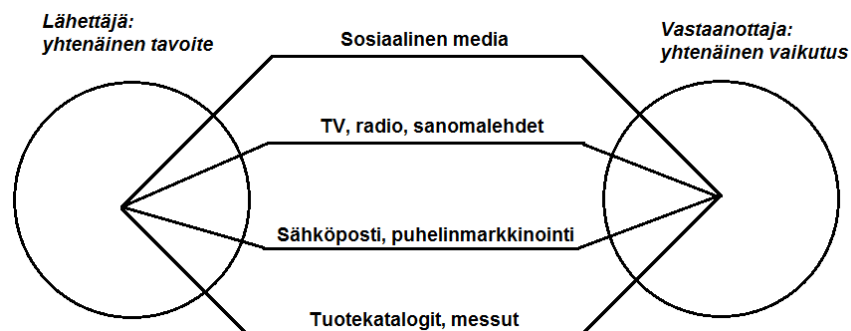 Lähettäjä:
yhtenäinen tavoite
Sosiaalinen media
Vastaanottaja:
yhtenäinen vaikutus
TV, radio, sanomalehdet
Sähköposti, puhelinmarkkinointi
Tuotekatalogit, messut